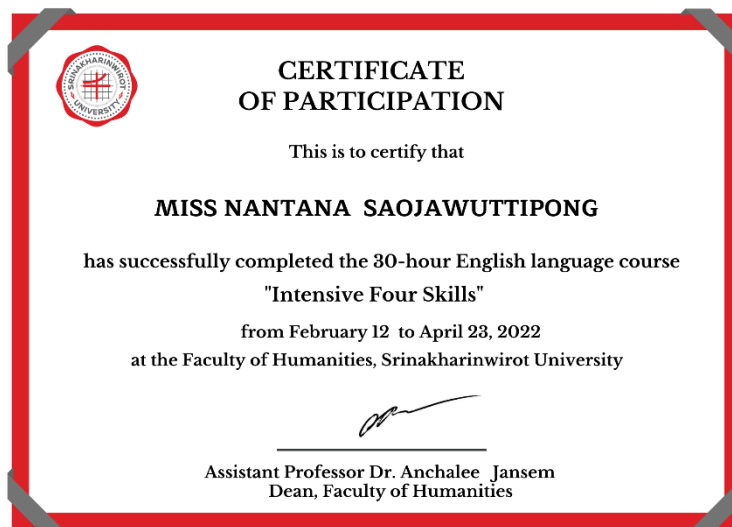 SRINAKHARINWIROT
UNIVERSITY
CERTIFICATE
OF PARTICIPATION
This is to certify that
MISS NANTANA SAOJAWUTTIPONG
has successfully completed the 30-hour English language course
"Intensive Four Skills"
from February 12 to April 23, 2022
at the Faculty of Humanities, Srinakharinwirot University
Assistant Professor Dr. Anchalee Jansem
Dean, Faculty of Humanities